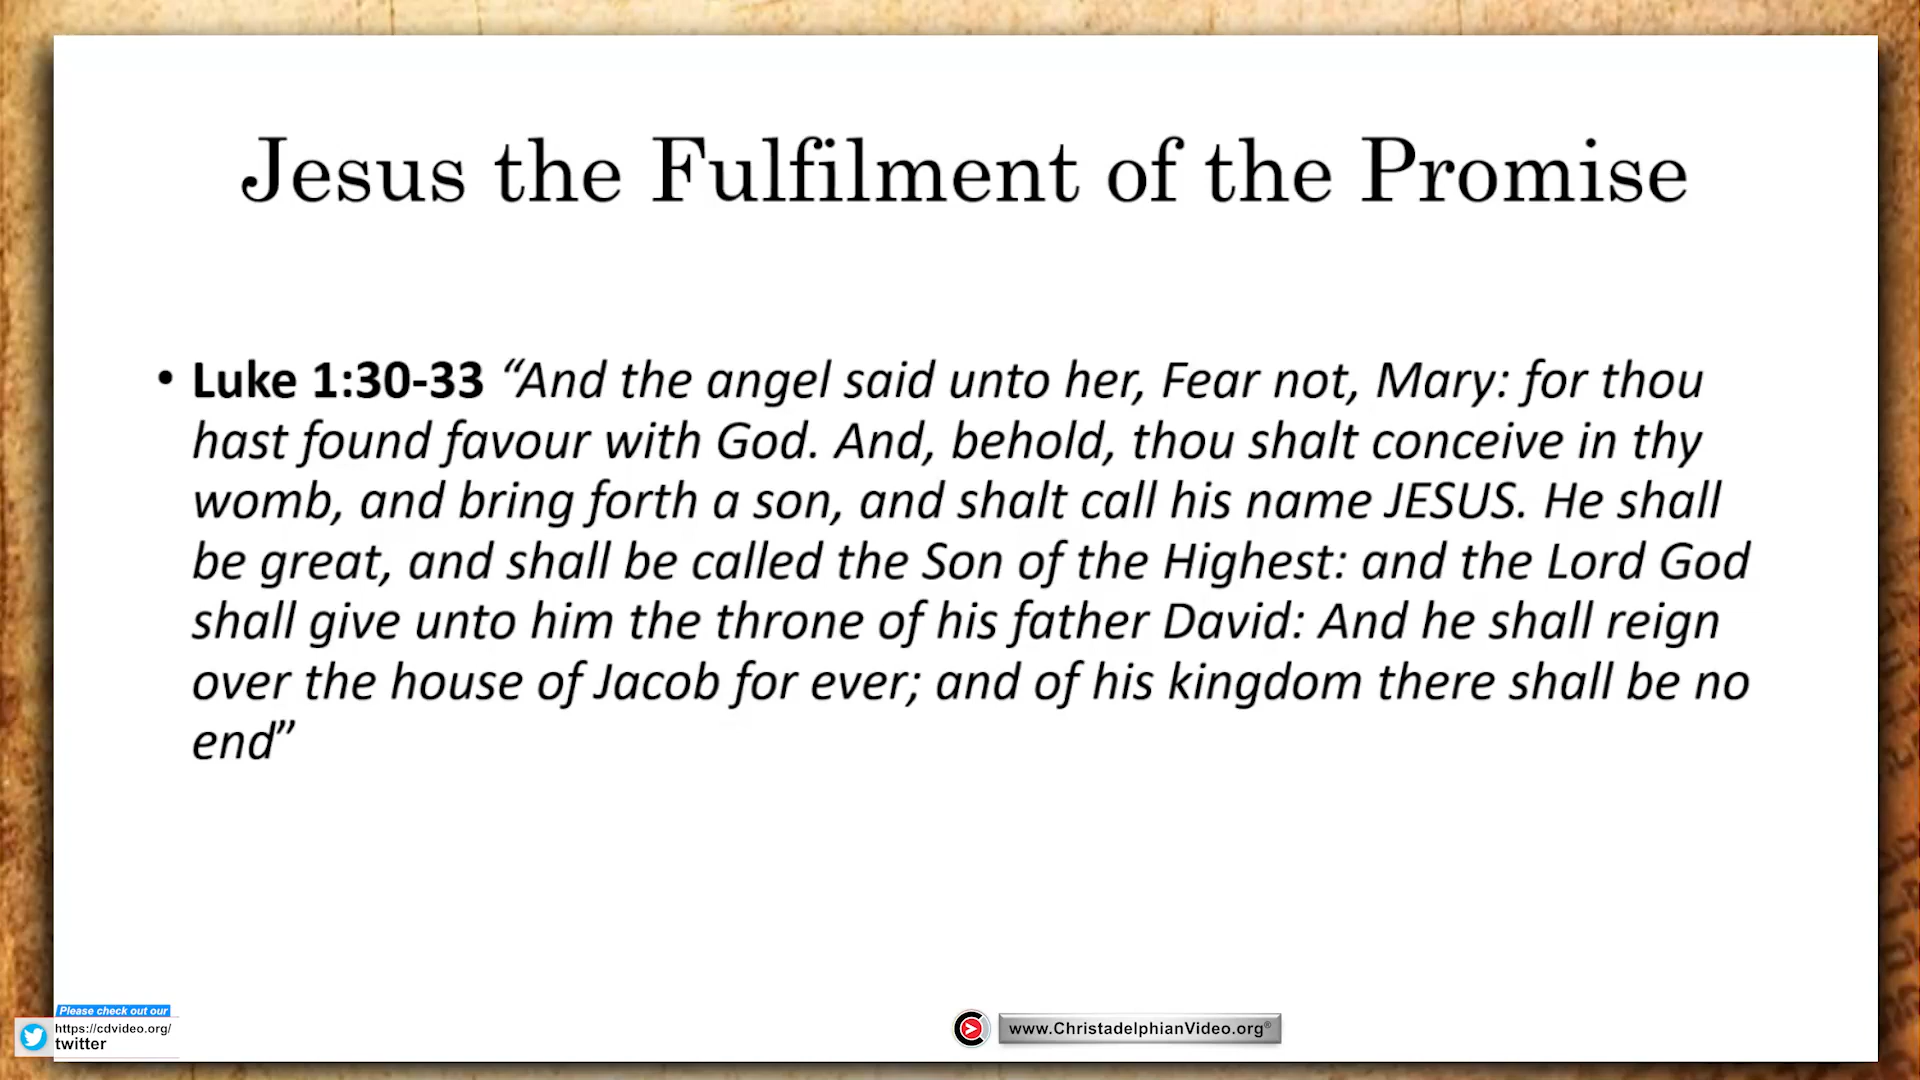 Jesus the Fulfilment of the Promise
• Luke 1:30-33 “And the angel said unto her, Fear not, Mary: for thou
hast found favour with God. And, behold, thou shalt conceive in thy
womb, and bring forth a son, and shalt call his name JESUS. He shall
be great, and shall be called the Son of the Highest: and the Lord God
shall give unto him the throne of his father David: And he shall reign
over the house of Jacob for ever; and of his kingdom there shall be no
end”
Please check out our
https://cdvideo.org/
twitter
www.ChristadelphianVideo.org®